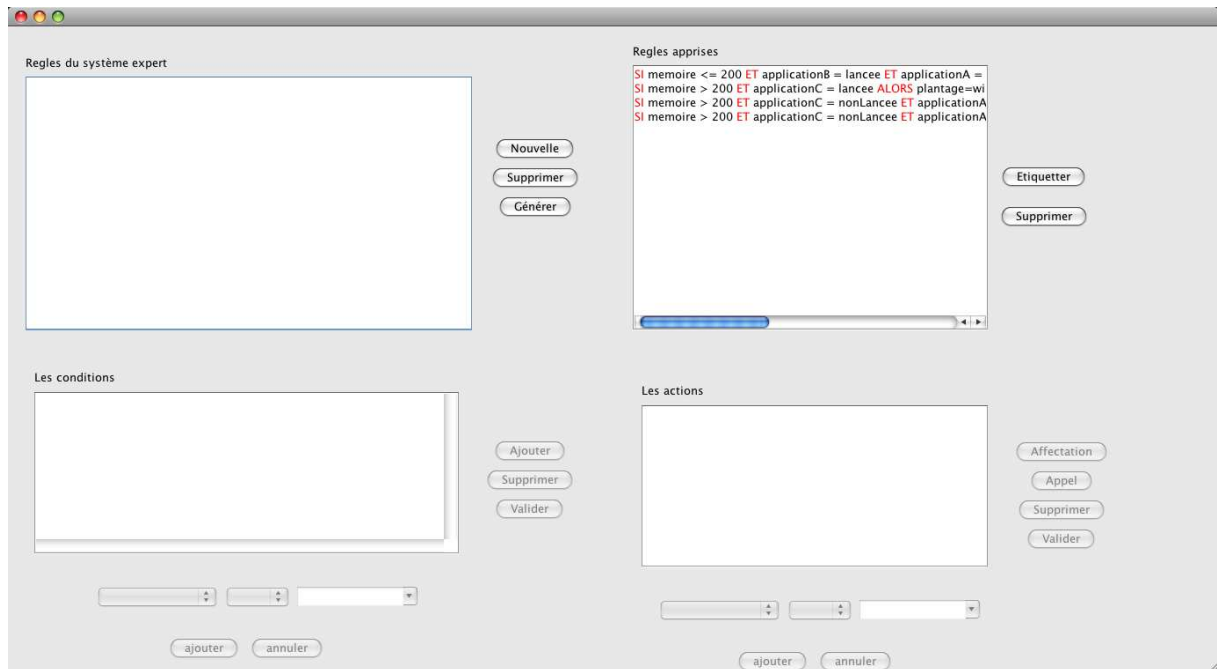 Regles du système expert
Nouvelle
Supprimer
Générer
Regles apprises
SI memoire <= 200 ET applicationB = lancee ET applicationA =
SI memoire > 200 ET applicationC = lancee ALORS plantage=wi
SI memoire > 200 ET applicationC = nonLancee ET applicationA
SI memoire > 200 ET applicationC = nonLancee ET applicationA
Etiquetter
Supprimer
Les conditions
Ajouter
Supprimer
Valider
ajouter annuler
Les actions
Affectation
Appel
Supprimer
Valider
ajouter annuler